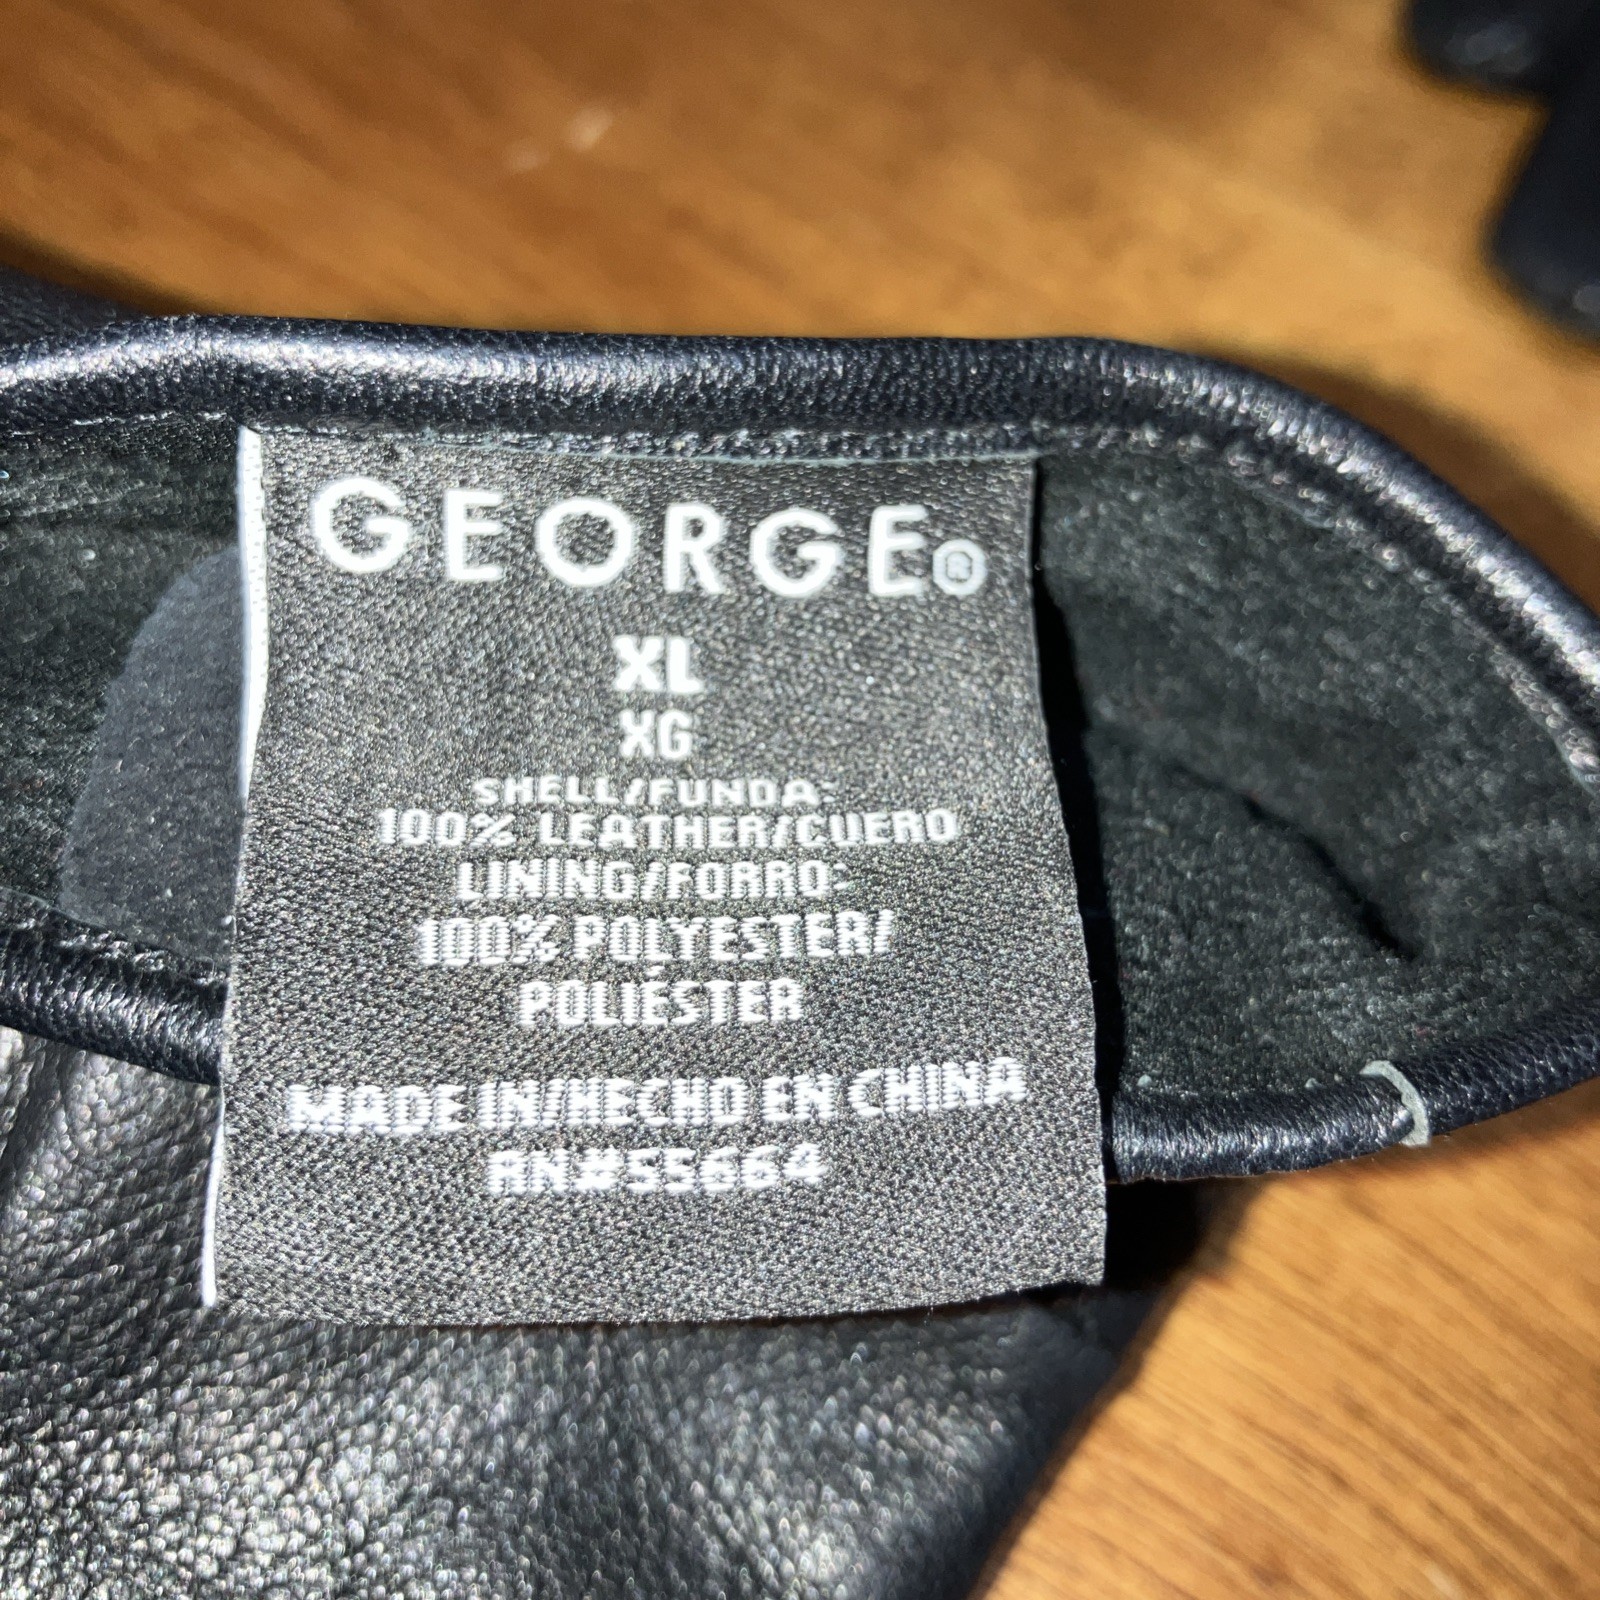 GEORGE®
XL
XG
SHELL/FUNDA:
100% LEATHER/CUERO
LINING/FORRO:
100% POLYESTER/
POLIÉSTER
MADE IN/HECHO EN CHINA
RN#55664